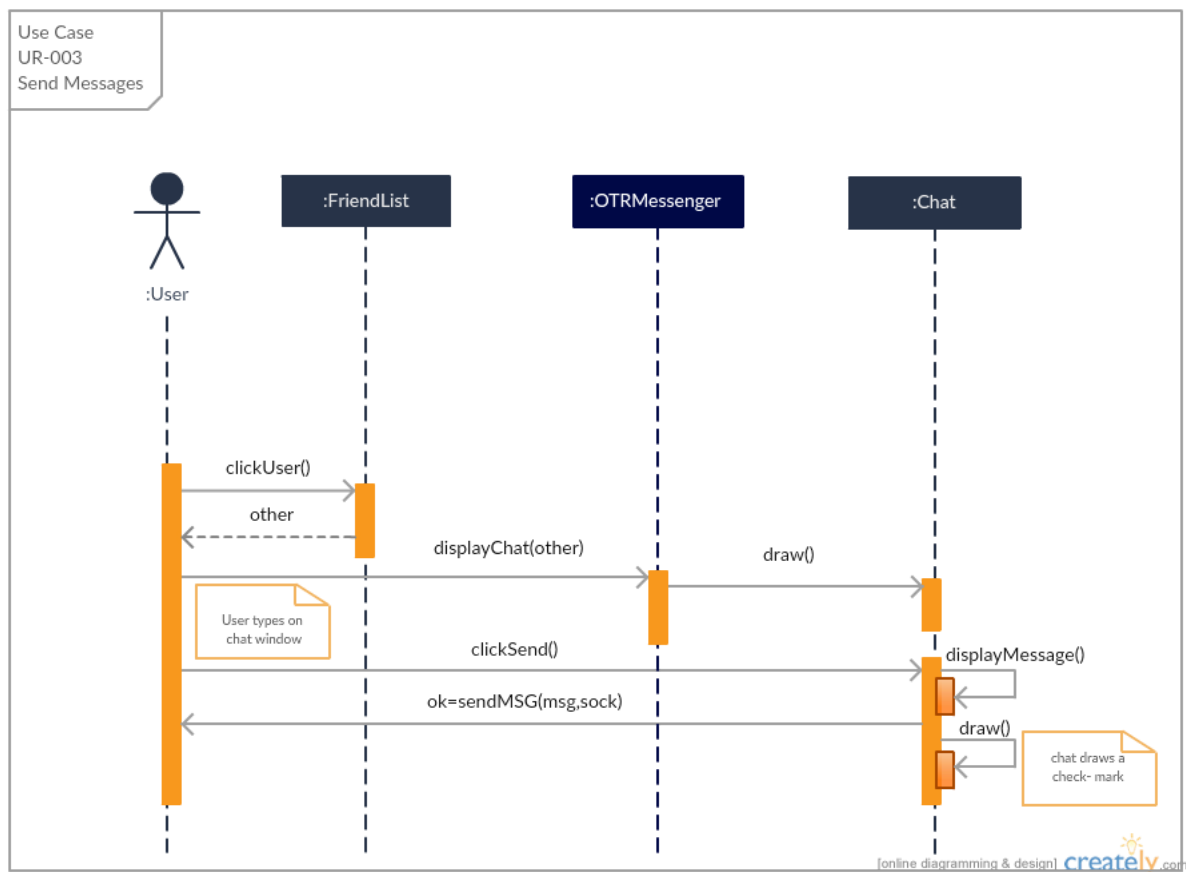 Use Case
UR-003
Send Messages
:FriendList
:OTRMessenger
:Chat
:User
clickUser()
other
displayChat(other)
draw()
User types on
chat window
clickSend()
displayMessage()
ok=sendMSG(msg,sock)
draw()
chat draws a
check- mark
[online diagramming & design] creately.com